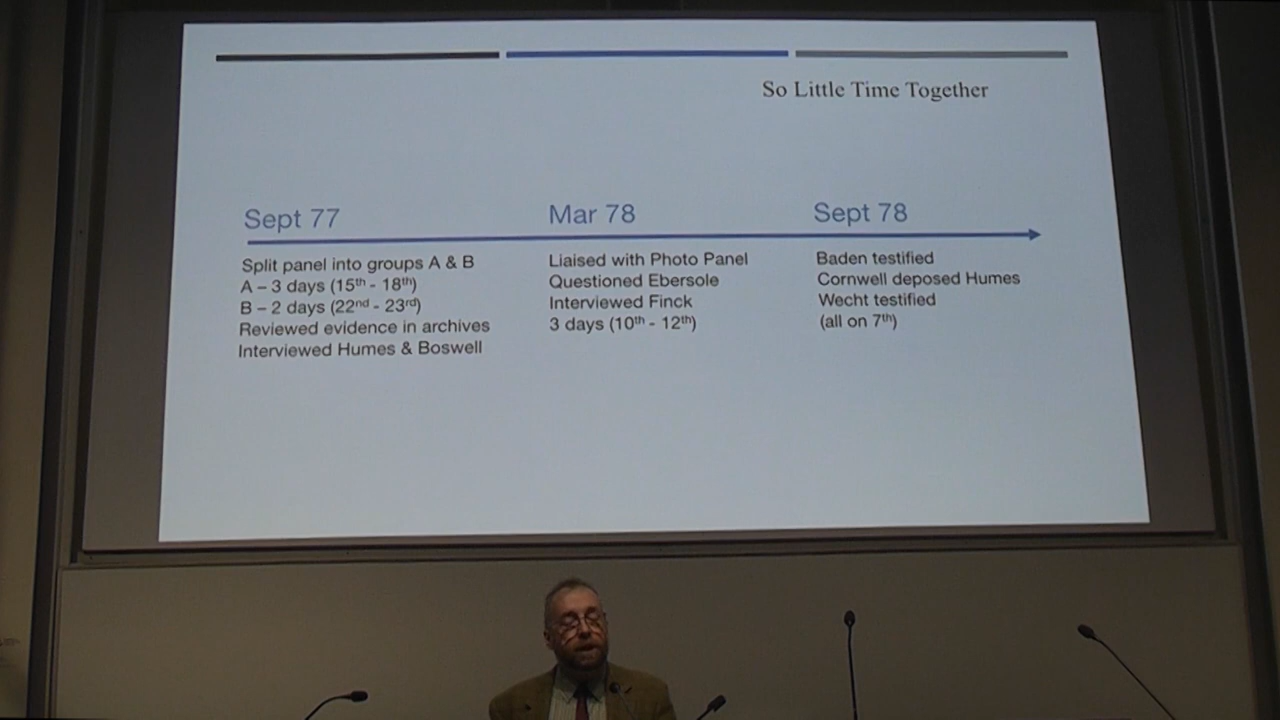 So Little Time Together
Sept 77
Split panel into groups A & B
A – 3 days (15th - 18th)
B – 2 days (22nd - 23rd)
Reviewed evidence in archives
Interviewed Humes & Boswell
Mar 78
Liaised with Photo Panel
Questioned Ebersole
Interviewed Finck
3 days (10th - 12th)
Sept 78
Baden testified
Cornwell deposed Humes
Wecht testified
(all on 7th)